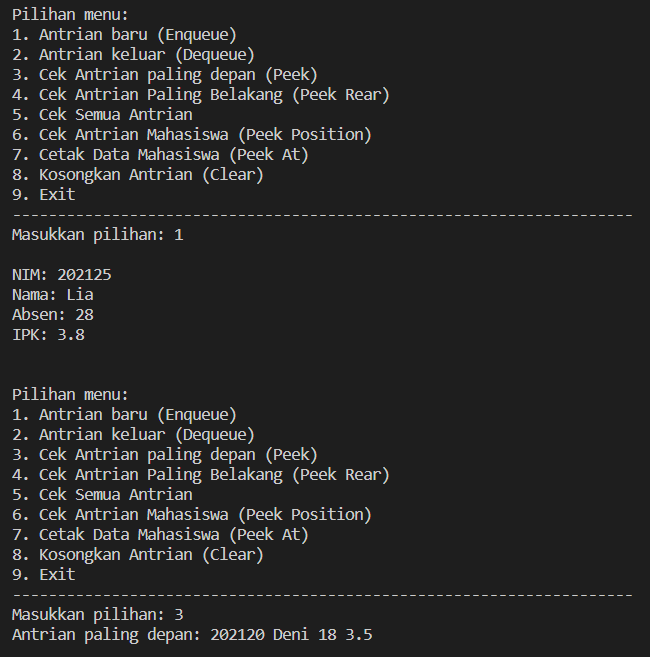 Pilihan menu:
1. Antrian baru (Enqueue)
2. Antrian keluar (Dequeue)
3. Cek Antrian paling depan (Peek)
4. Cek Antrian Paling Belakang (Peek Rear)
5. Cek Semua Antrian
6. Cek Antrian Mahasiswa (Peek Position)
7. Cetak Data Mahasiswa (Peek At)
8. Kosongkan Antrian (Clear)
9. Exit
---------------------------------------------------------------------
Masukkan pilihan: 1
NIM: 202125
Nama: Lia
Absen: 28
IPK: 3.8
Pilihan menu:
1. Antrian baru (Enqueue)
2. Antrian keluar (Dequeue)
3. Cek Antrian paling depan (Peek)
4. Cek Antrian Paling Belakang (Peek Rear)
5. Cek Semua Antrian
6. Cek Antrian Mahasiswa (Peek Position)
7. Cetak Data Mahasiswa (Peek At)
8. Kosongkan Antrian (Clear)
9. Exit
---------------------------------------------------------------------
Masukkan pilihan: 3
Antrian paling depan: 202120 Deni 18 3.5